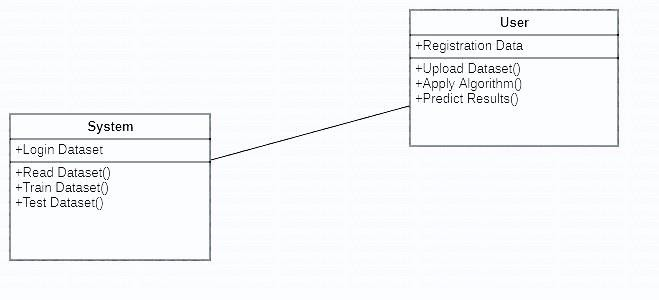 User
+Registration Data
+Upload Dataset()
+Apply Algorithm()
+Predict Results()
System
+Login Dataset
+Read Dataset()
+Train Dataset()
+Test Dataset()